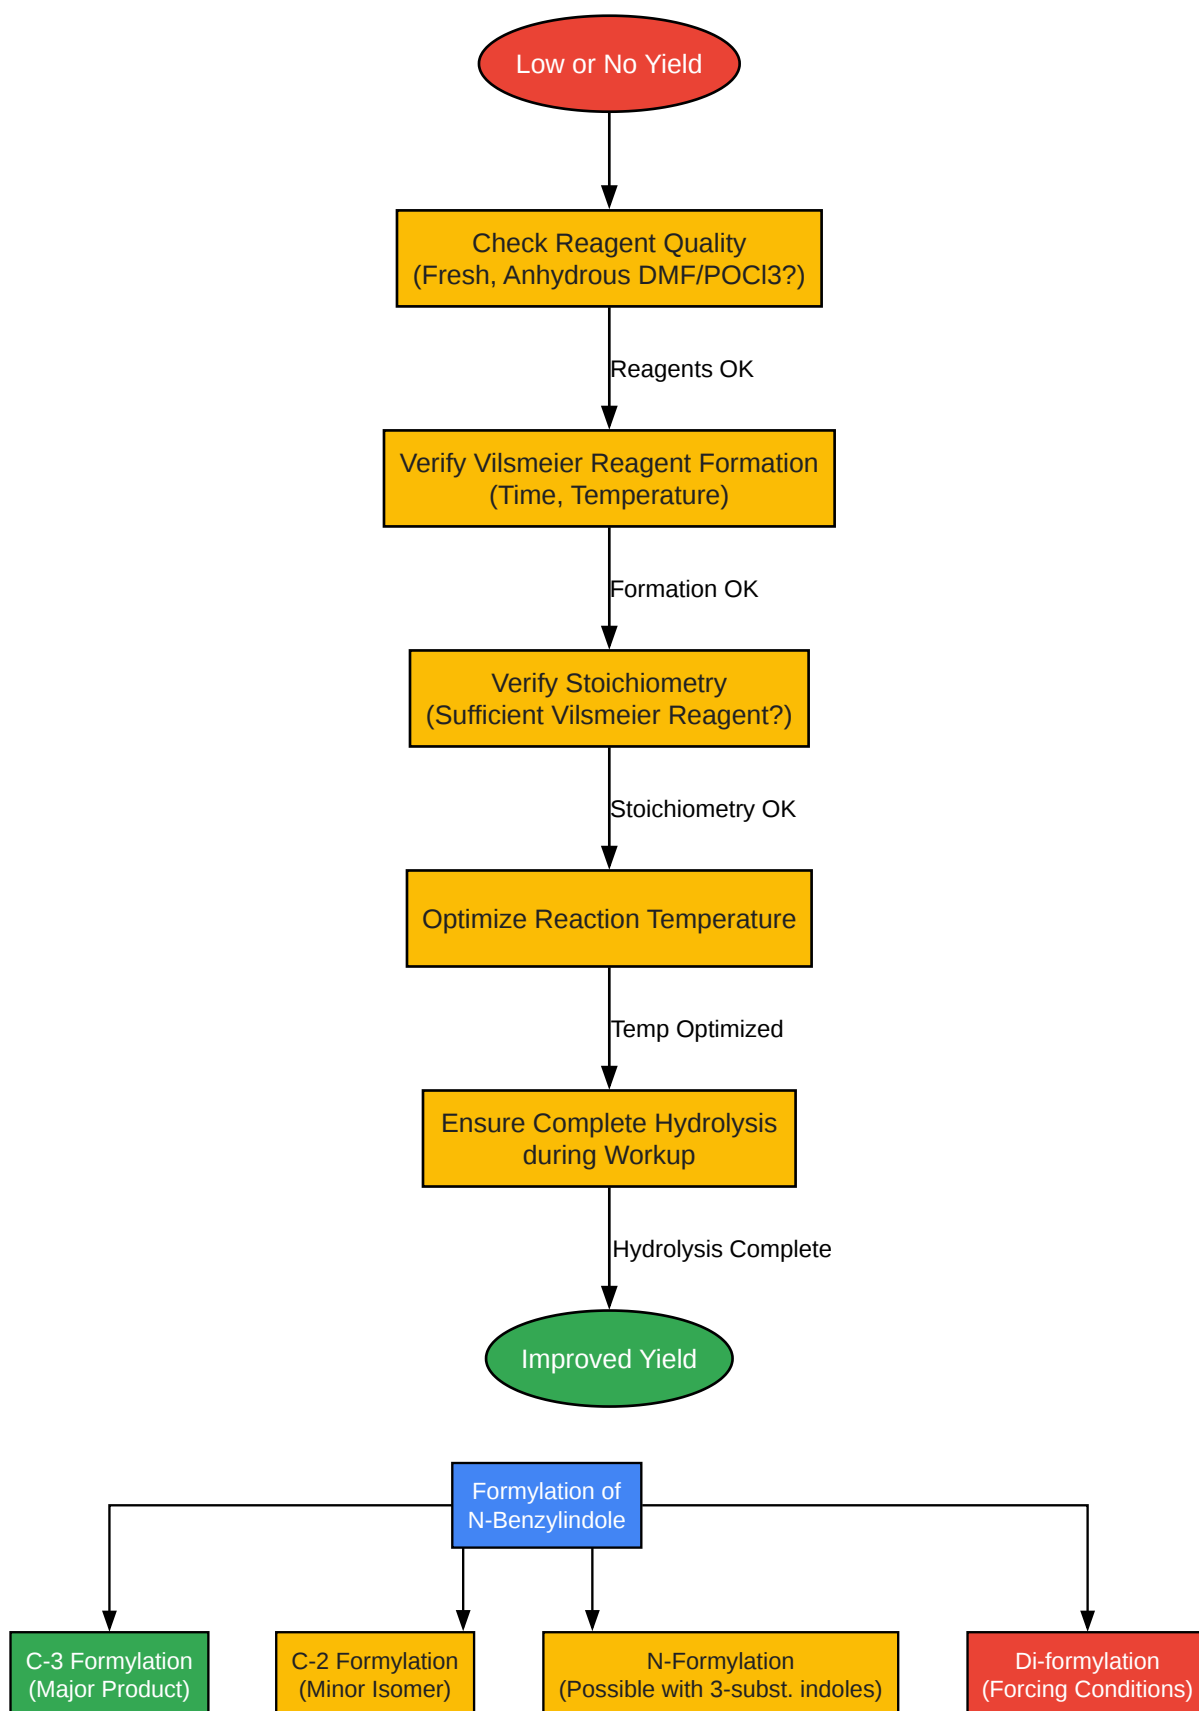 Low or No Yield
Check Reagent Quality
(Fresh, Anhydrous DMF/POCl3?)
Reagents OK
Verify Vilsmeier Reagent Formation
(Time, Temperature)
Formation OK
Verify Stoichiometry
(Sufficient Vilsmeier Reagent?)
Stoichiometry OK
Optimize Reaction Temperature
Temp Optimized
Ensure Complete Hydrolysis
during Workup
Hydrolysis Complete
Improved Yield
Formylation of
N-Benzylindole
C-3 Formylation
(Major Product)
C-2 Formylation
(Minor Isomer)
N-Formylation
(Possible with 3-subst. indoles)
Di-formylation
(Forcing Conditions)